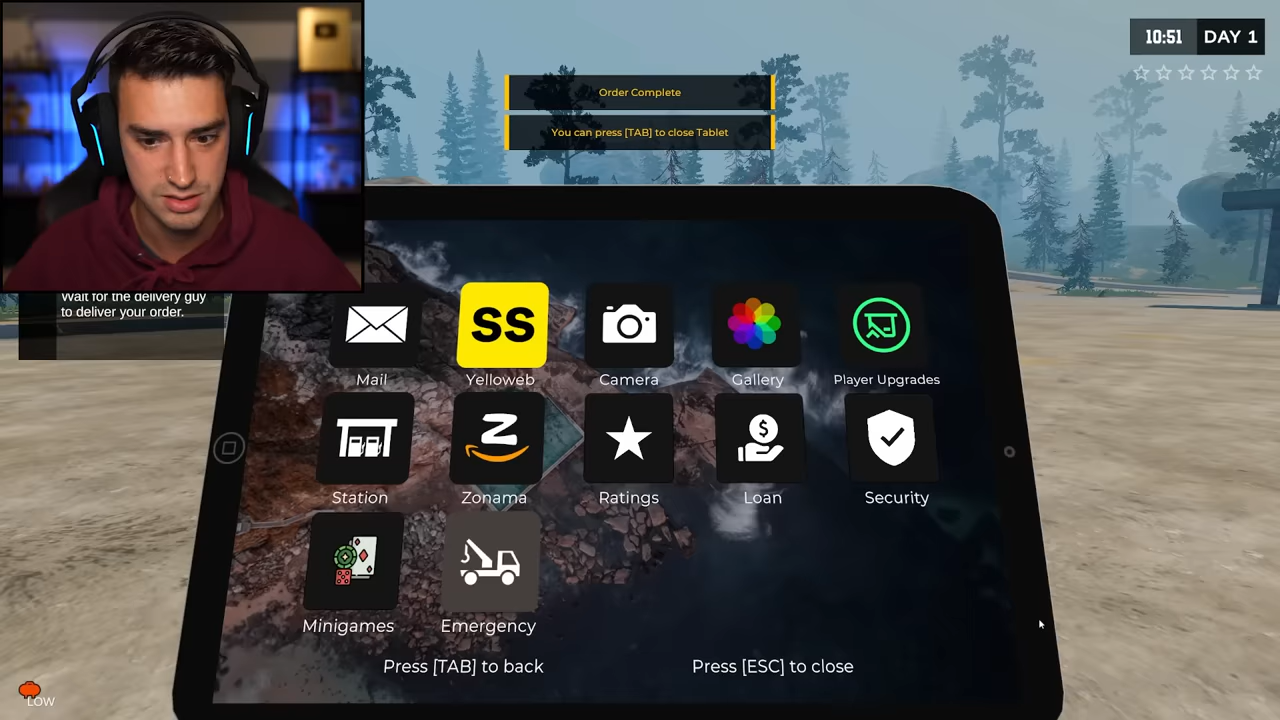 10:51 DAY 1
Order Complete
You can press [TAB] to close Tablet
Wait for the delivery guy
to deliver your order.
SS
Mail
Yelloweb
Camera
Gallery
Player Upgrades
Z
Station
Zonama
Ratings
Loan
Security
Minigames
Emergency
Press [TAB] to back
Press [ESC] to close
LOW